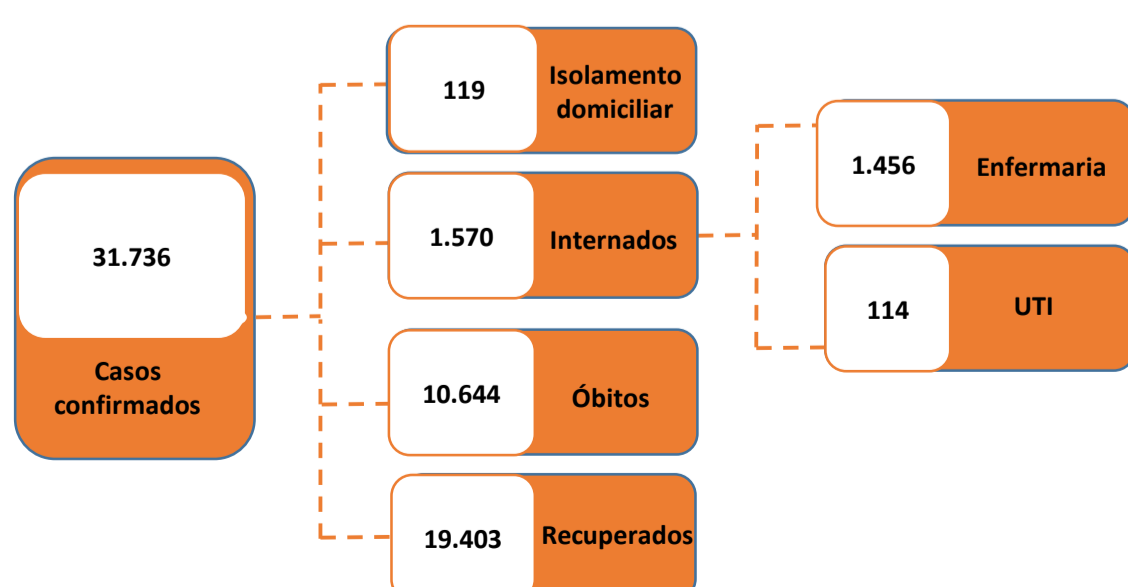 31.736
Casos
confirmados
119
Isolamento
domiciliar
1.570
Internados
10.644
Óbitos
19.403
Recuperados
1.456
Enfermaria
114
UTI